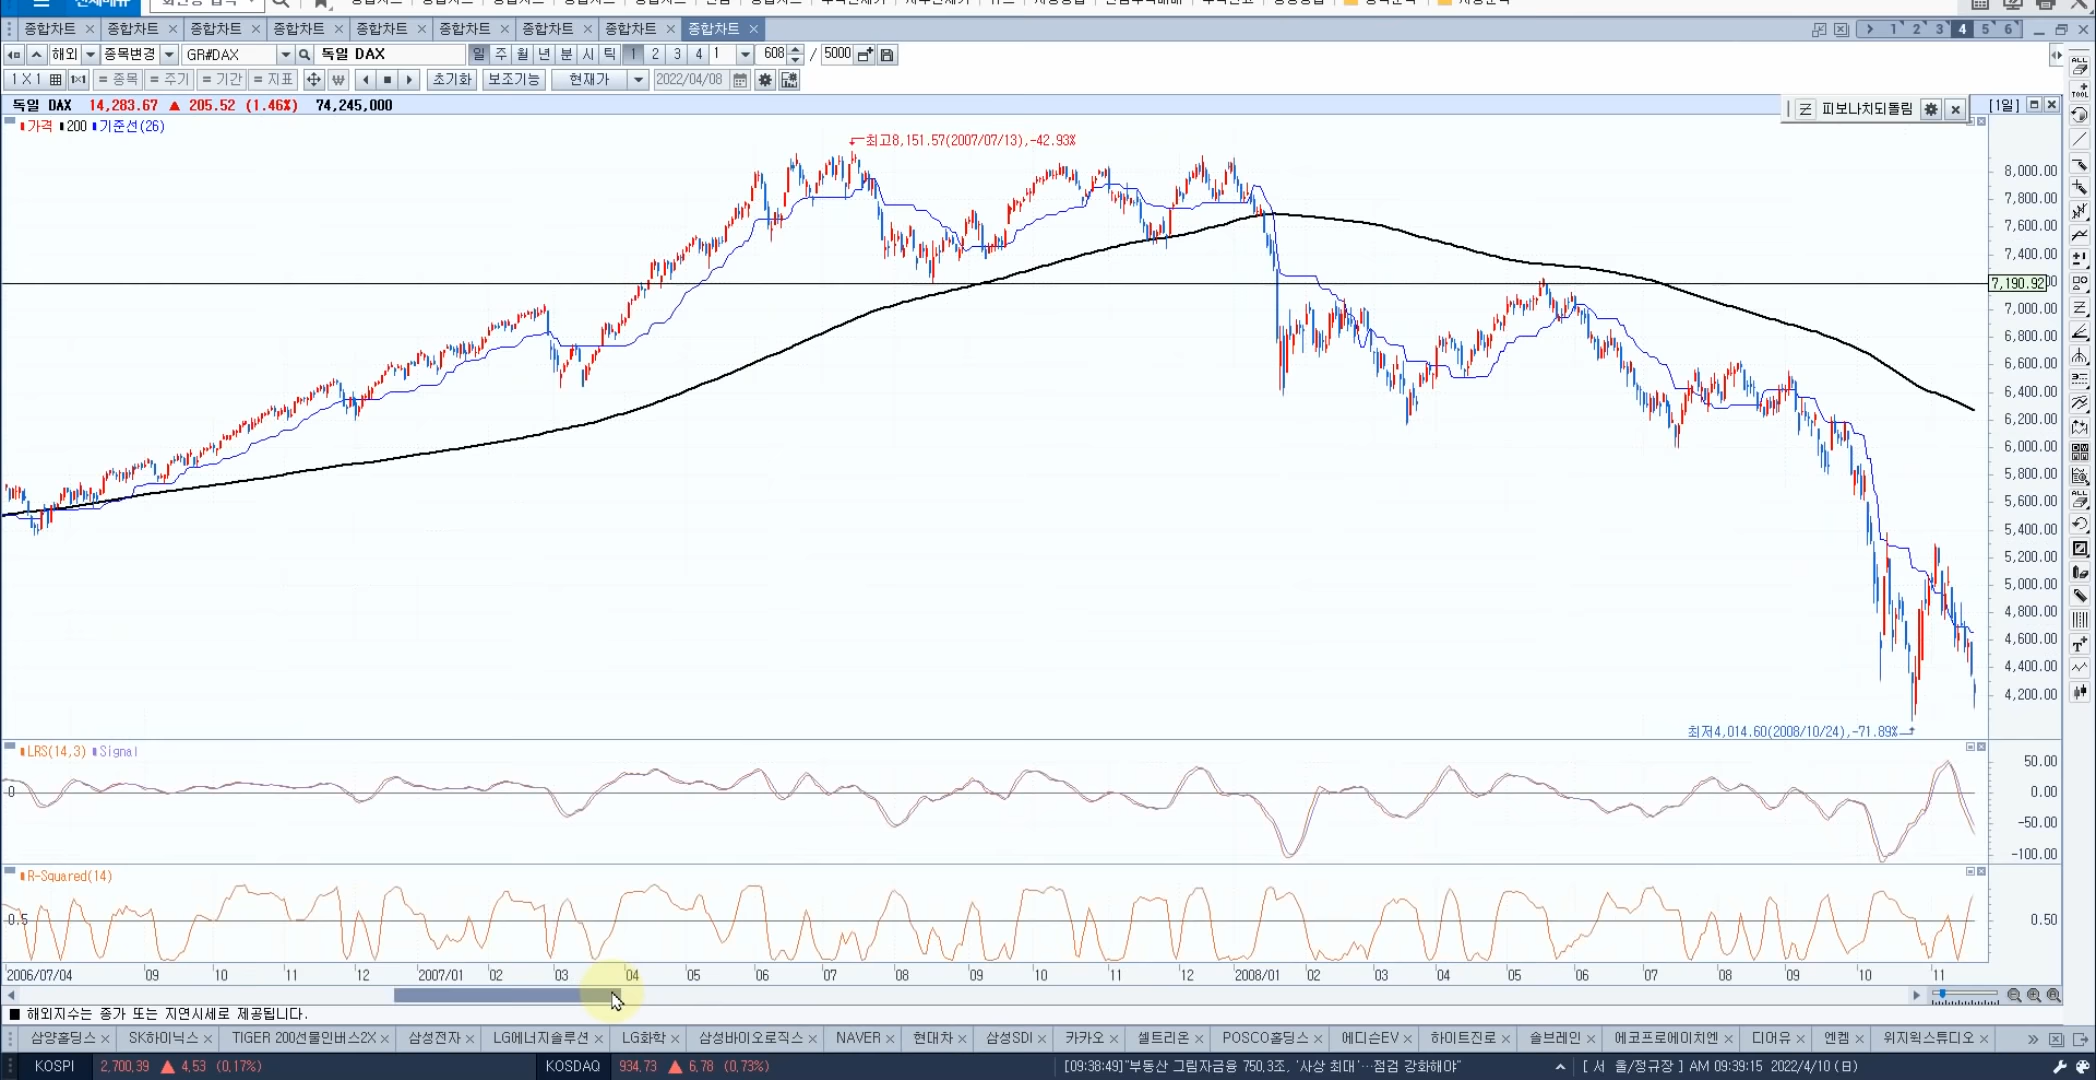 종합차트 × 종합차트 × 종합차트 × 종합차트 × 종합차트 × 종합차트 × 종합차트 × 종합차트 × 종합차트 × 1 2 3 4 5 6
해외 종목변경 GR#DAX 독일 DAX 일 주 월 년 분 시 틱 1 2 3 4 1 608 / 5000
1 X 1 1x1 = 종목 = 주기 = 기간 = 지표 ₩ 초기화 보조기능 현재가 2022/04/08
독일 DAX 14,283.67 ▲ 205.52 (1.46%) 74,245,000
피보나치되돌림 [1일]
가격 200 기준선(26)
최고8,151.57(2007/07/13),-42.93%
8,000.00
7,800.00
7,600.00
7,400.00
7,190.92
7,000.00
6,800.00
6,600.00
6,400.00
6,200.00
6,000.00
5,800.00
5,600.00
5,400.00
5,200.00
5,000.00
4,800.00
4,600.00
4,400.00
4,200.00
최저4,014.60(2008/10/24),-71.89%
LRS(14,3) Signal
50.00
0 0.00
-50.00
-100.00
R-Squared(14)
0.5 0.50
2006/07/04 09 10 11 12 2007/01 02 03 04 05 06 07 08 09 10 11 12 2008/01 02 03 04 05 06 07 08 09 10 11
■ 해외지수는 종가 또는 지연시세로 제공됩니다.
삼양홀딩스 × SK하이닉스 × TIGER 200선물인버스2X × 삼성전자 × LG에너지솔루션 × LG화학 × 삼성바이오로직스 × NAVER × 현대차 × 삼성SDI × 카카오 × 셀트리온 × POSCO홀딩스 × 에디슨EV × 하이트진로 × 솔브레인 × 에코프로에이치엔 × 디어유 × 엔켐 × 위지윅스튜디오 ×
KOSPI 2,700.39 ▲ 4.53 (0.17%) KOSDAQ 934.73 ▲ 6.78 (0.73%) [09:38:49]"부동산 그림자금융 750.3조, '사상 최대'…점검 강화해야" [ 서 울/정규장 ] AM 09:39:15 2022/4/10 (日)